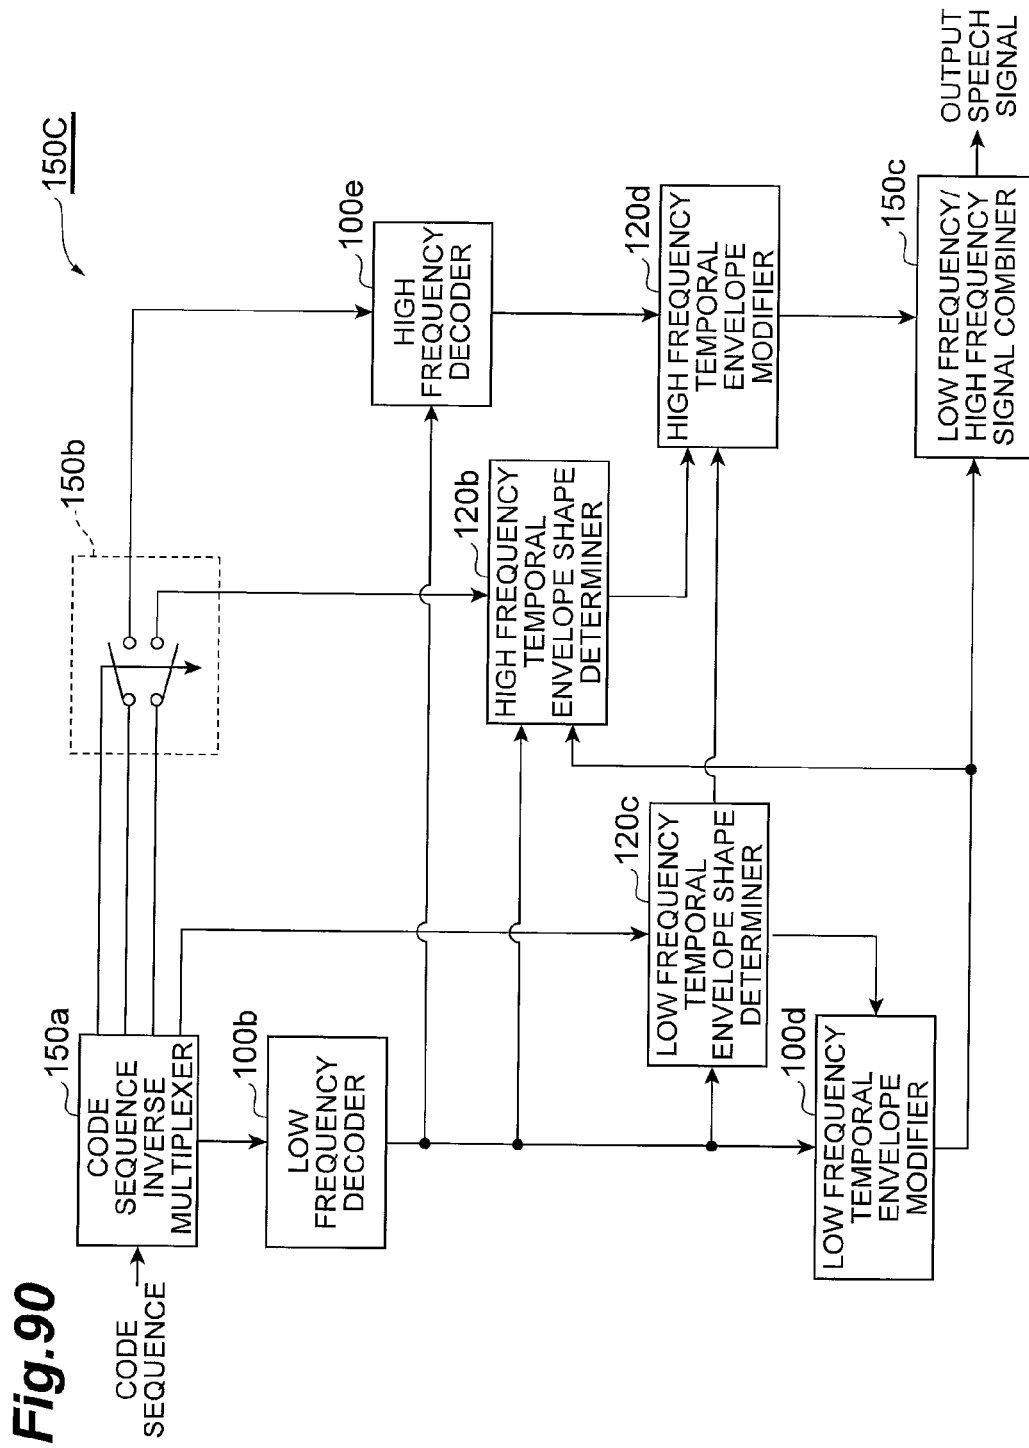 Fig.90
CODE
SEQUENCE
150a
CODE
SEQUENCE
INVERSE
MULTIPLEXER
150b
150C
100b
LOW
FREQUENCY
DECODER
100e
HIGH
FREQUENCY
DECODER
120b
HIGH FREQUENCY
TEMPORAL
ENVELOPE SHAPE
DETERMINER
120c
LOW FREQUENCY
TEMPORAL
ENVELOPE SHAPE
DETERMINER
120d
HIGH FREQUENCY
TEMPORAL
ENVELOPE
MODIFIER
100d
LOW FREQUENCY
TEMPORAL
ENVELOPE
MODIFIER
150c
LOW FREQUENCY/
HIGH FREQUENCY
SIGNAL COMBINER
OUTPUT
SPEECH
SIGNAL